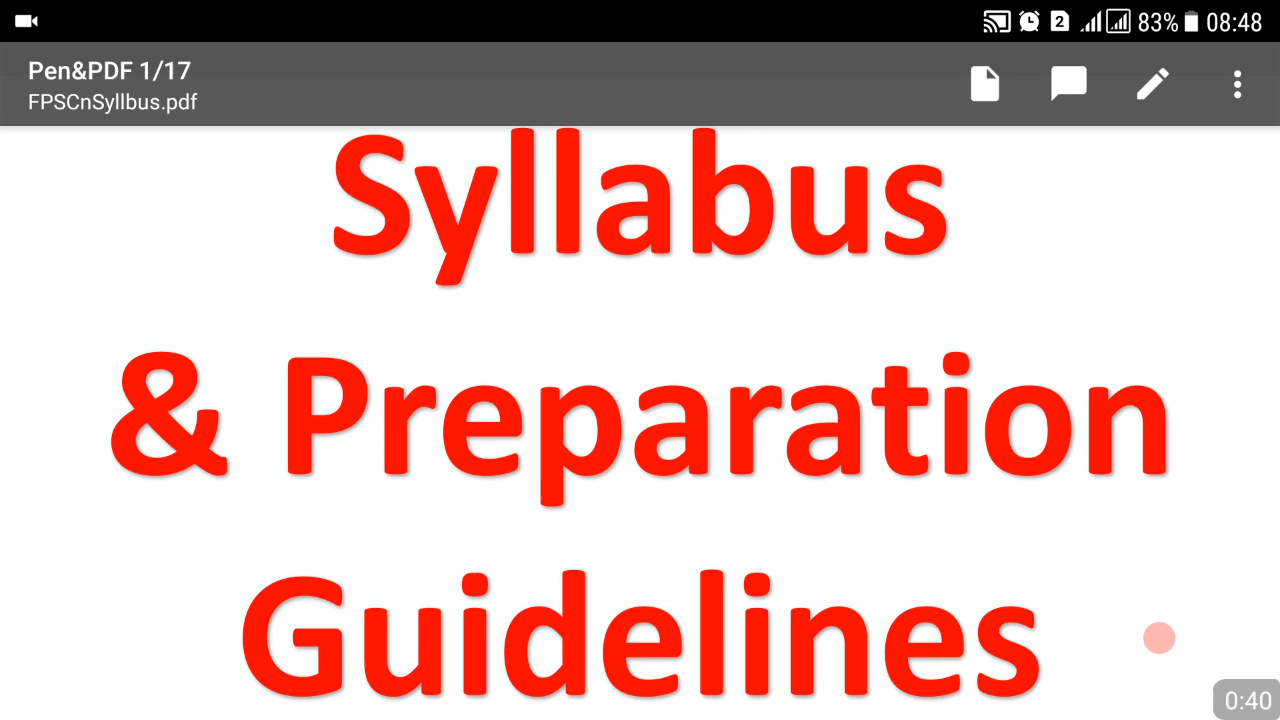 2 83% 08:48
Pen&PDF 1/17
FPSCnSyllbus.pdf
Syllabus
& Preparation
Guidelines
0:40